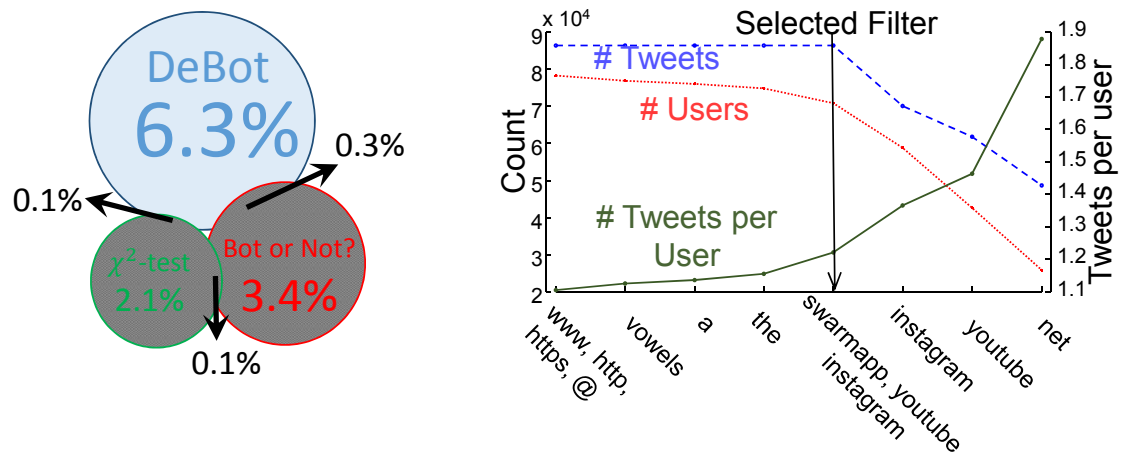 DeBot
6.3%
0.3%
0.1%
χ²-test
2.1%
Bot or Not?
3.4%
0.1%
x 10⁴
Selected Filter
9
8
7
6
5
4
3
2
Count
# Tweets
# Users
# Tweets per
User
1.9
1.8
1.7
1.6
1.5
1.4
1.3
1.2
1.1
Tweets per user
www, http,
https, @
vowels
a
the
swarmapp, youtube
instagram
instagram
youtube
net